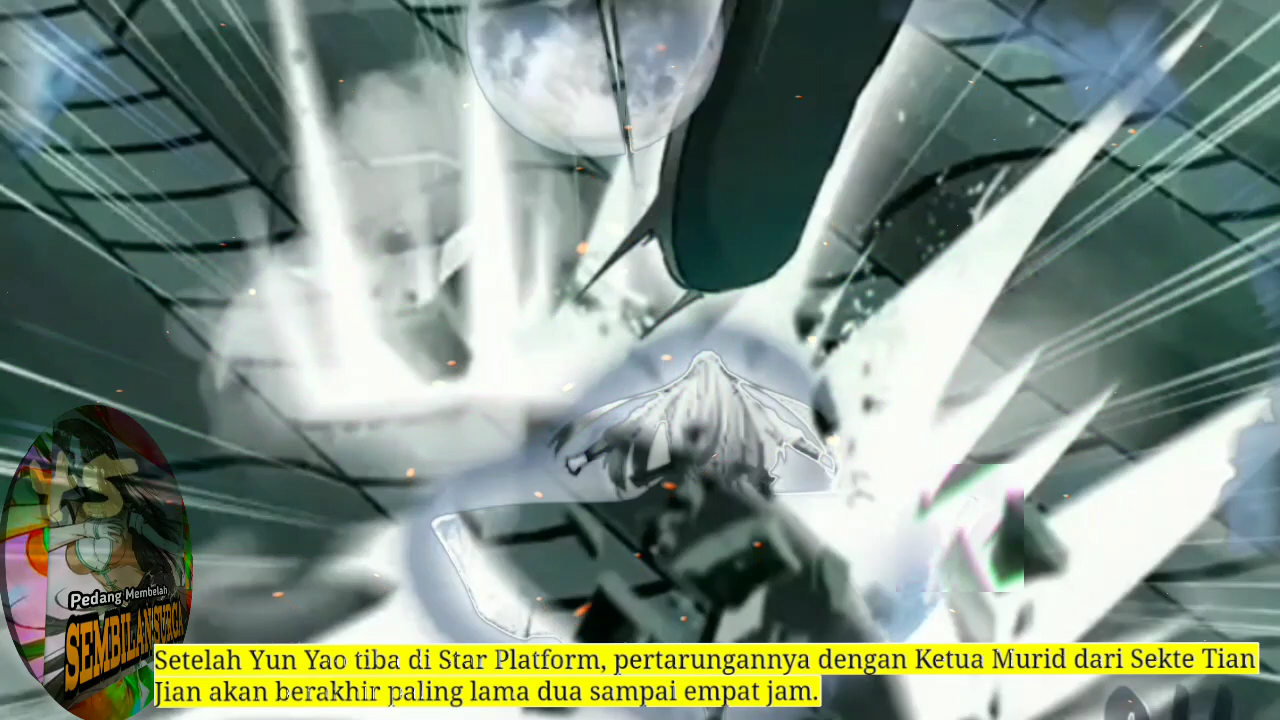 YS
Pedang Membelah
SEMBILAN SURGA
Setelah Yun Yao tiba di Star Platform, pertarungannya dengan Ketua Murid dari Sekte Tian
Jian akan berakhir paling lama dua sampai empat jam.